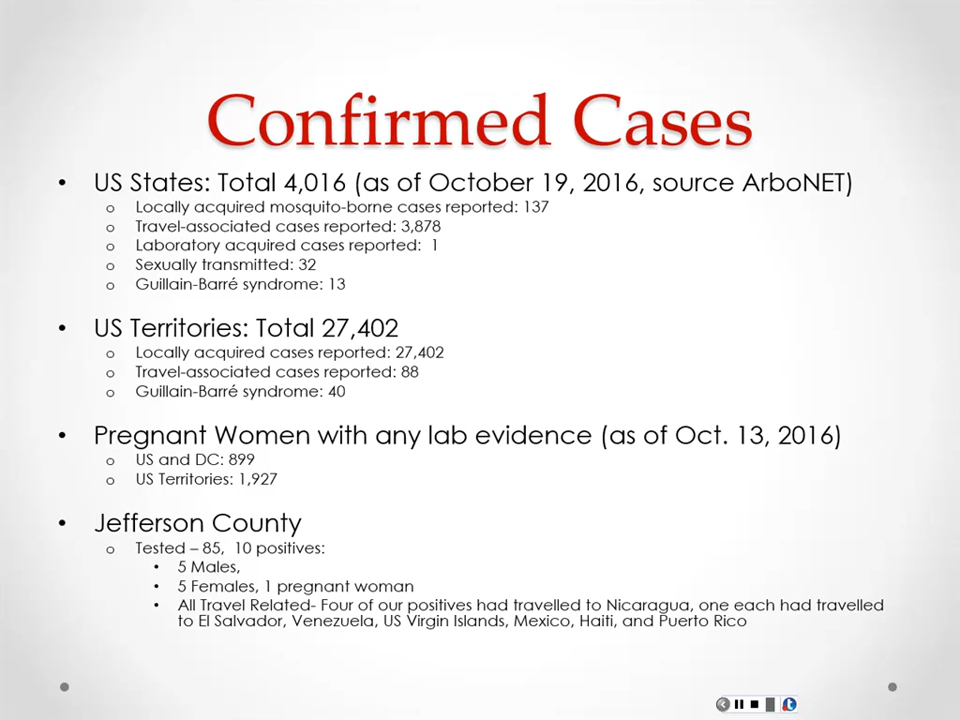 Confirmed Cases
• US States: Total 4,016 (as of October 19, 2016, source ArboNET)
o Locally acquired mosquito-borne cases reported: 137
o Travel-associated cases reported: 3,878
o Laboratory acquired cases reported:  1
o Sexually transmitted: 32
o Guillain-Barré syndrome: 13
• US Territories: Total 27,402
o Locally acquired cases reported: 27,402
o Travel-associated cases reported: 88
o Guillain-Barré syndrome: 40
• Pregnant Women with any lab evidence (as of Oct. 13, 2016)
o US and DC: 899
o US Territories: 1,927
• Jefferson County
o Tested – 85,  10 positives:
• 5 Males,
• 5 Females, 1 pregnant woman
• All Travel Related- Four of our positives had travelled to Nicaragua, one each had travelled
to El Salvador, Venezuela, US Virgin Islands, Mexico, Haiti, and Puerto Rico